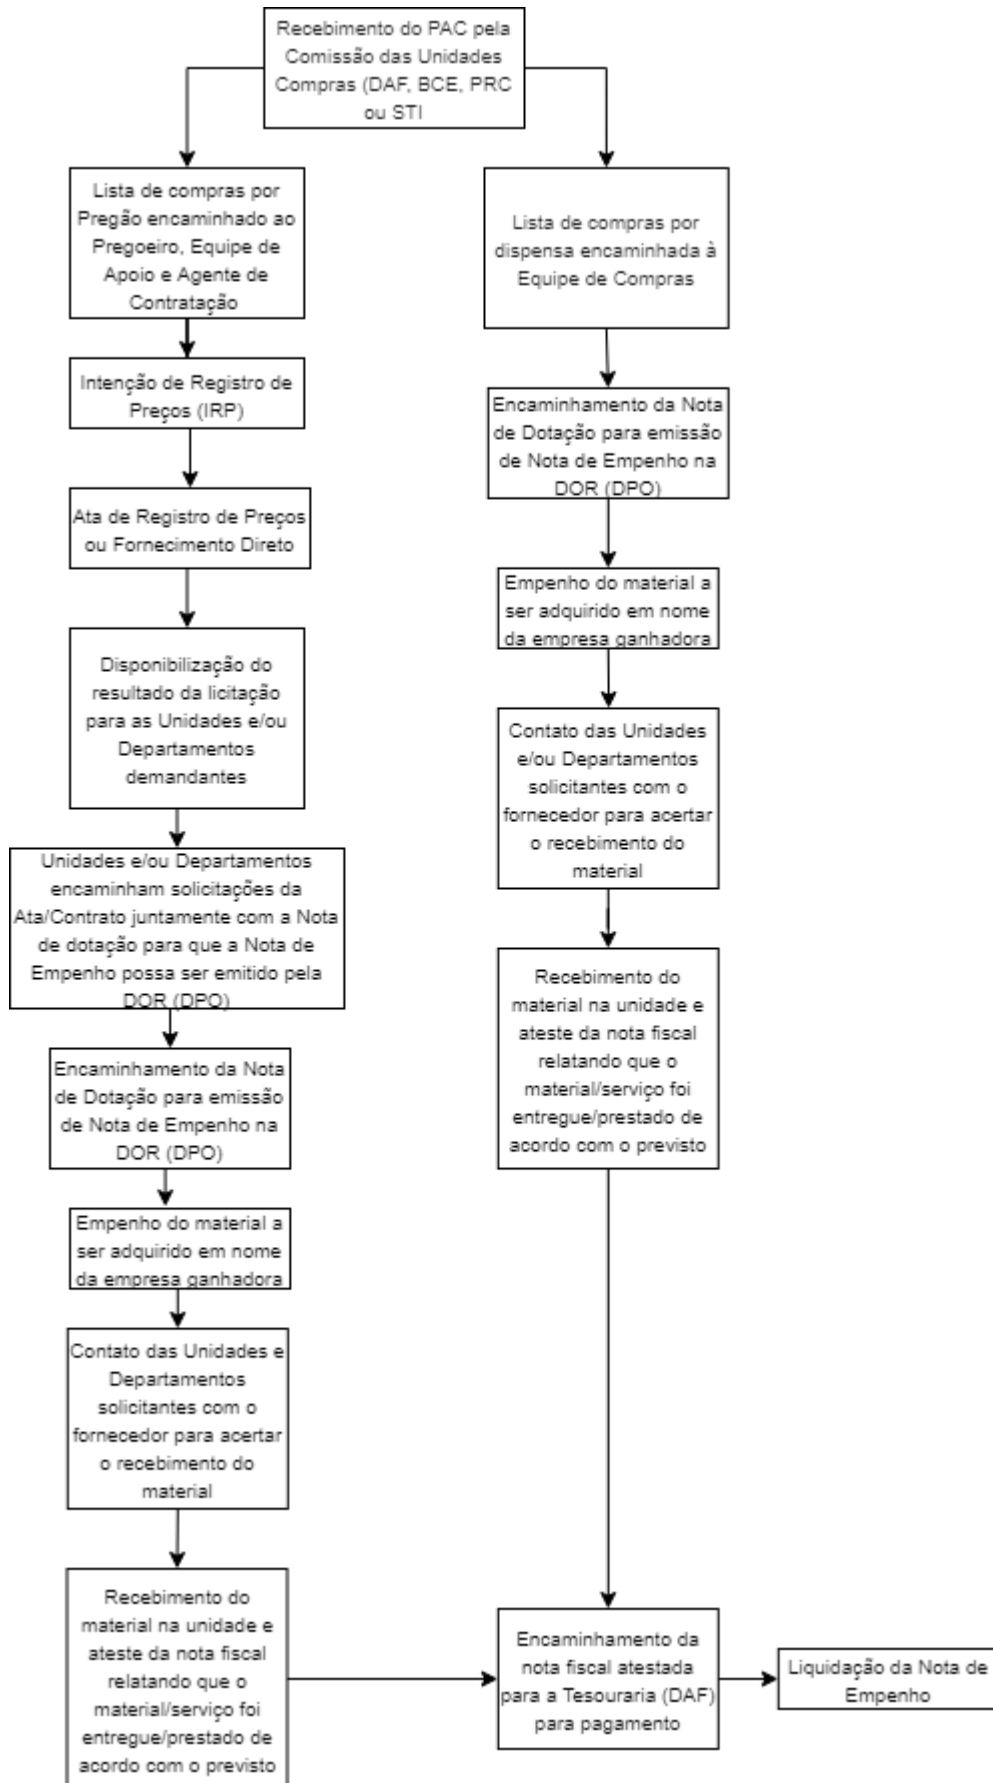 Recebimento do PAC pela
Comissão das Unidades
Compras (DAF, BCE, PRC
ou STI
Lista de compras por
Pregão encaminhado ao
Pregoeiro, Equipe de
Apoio e Agente de
Contratação
Intenção de Registro de
Preços (IRP)
Ata de Registro de Preços
ou Fornecimento Direto
Disponibilização do
resultado da licitação
para as Unidades e/ou
Departamentos
demandantes
Unidades e/ou Departamentos
encaminham solicitações da
Ata/Contrato juntamente com a Nota
de dotação para que a Nota de
Empenho possa ser emitido pela
DOR (DPO)
Encaminhamento da Nota
de Dotação para emissão
de Nota de Empenho na
DOR (DPO)
Empenho do material a
ser adquirido em nome
da empresa ganhadora
Contato das Unidades e
Departamentos
solicitantes com o
fornecedor para acertar
o recebimento do
material
Recebimento do
material na unidade e
ateste da nota fiscal
relatando que o
material/serviço foi
entregue/prestado de
acordo com o previsto
Lista de compras por
dispensa encaminhada à
Equipe de Compras
Encaminhamento da Nota
de Dotação para emissão
de Nota de Empenho na
DOR (DPO)
Empenho do material a
ser adquirido em nome
da empresa ganhadora
Contato das Unidades
e/ou Departamentos
solicitantes com o
fornecedor para acertar
o recebimento do
material
Recebimento do
material na unidade e
ateste da nota fiscal
relatando que o
material/serviço foi
entregue/prestado de
acordo com o previsto
Encaminhamento da
nota fiscal atestada
para a Tesouraria (DAF)
para pagamento
Liquidação da Nota de
Empenho